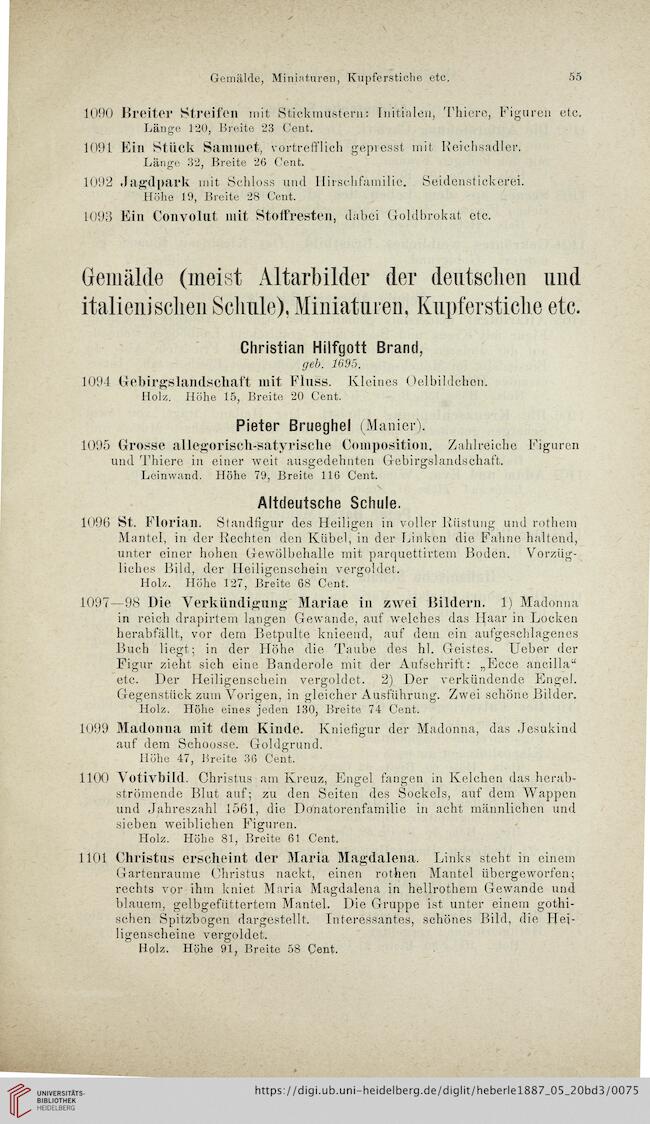 Gemälde, Miniaturen, Kupferstiche etc. 55
1090 Breiter Streifen mit Stickmustern: Initialen, Thiere, Figuren etc.
Länge 120, Breite 23 Cent.
1091 Ein Stück Sammet, vortrefflich gepresst mit Reichsadler.
Länge 32, Breite 26 Cent.
1092 Jagdpark mit Schloss und Hirschfamilie. Seidenstickerei.
Höhe 19, Breite 28 Cent.
1093 Ein Convolut mit Stoffresten, dabei Goldbrokat etc.
Gemälde (meist Altarbilder der deutschen und
italienischen Schule), Miniaturen, Kupferstiche etc.
Christian Hilfgott Brand,
geb. 1695.
1094 Gebirgslandschaft mit Fluss. Kleines Oelbildchen.
Holz. Höhe 15, Breite 20 Cent.
Pieter Brueghel (Manier).
1095 Grosse allegorisch-satyrische Composition. Zahlreiche Figuren
und Thiere in einer weit ausgedehnten Gebirgslandschaft.
Leinwand. Höhe 79, Breite 116 Cent.
Altdeutsche Schule.
1096 St. Florian. Standfigur des Heiligen in voller Rüstung und rothem
Mantel, in der Rechten den Kübel, in der Linken die Fahne haltend,
unter einer hohen Gewölbehalle mit parquettirtem Boden. Vorzüg-
liches Bild, der Heiligenschein vergoldet.
Holz. Höhe 127, Breite 68 Cent.
1097—98 Die Verkündigung Mariae in zwei Bildern. 1) Madonna
in reich drapirtem langen Gewande, auf welches das Haar in Locken
herabfällt, vor dem Betpulte knieend, auf dem ein aufgeschlagenes
Buch liegt; in der Höhe die Taube des hl. Geistes. Ueber der
Figur zieht sich eine Banderole mit der Aufschrift: „Ecce ancilla“
etc. Der Heiligenschein vergoldet. 2) Der verkündende Engel.
Gegenstück zum Vorigen, in gleicher Ausführung. Zwei schöne Bilder.
Holz. Höhe eines jeden 130, Breite 74 Cent.
1099 Madonna mit dem Kinde. Kniefigur der Madonna, das Jesukind
auf dem Schoosse. Goldgrund.
Höhe 47, Breite 36 Cent.
1100 Votivbild. Christus am Kreuz, Engel fangen in Kelchen das herab-
strömende Blut auf; zu den Seiten des Sockels, auf dem Wappen
und Jahreszahl 1561, die Donatorenfamilie in acht männlichen und
sieben weiblichen Figuren.
Holz. Höhe 81, Breite 61 Cent.
1101 Christus erscheint der Maria Magdalena. Links steht in einem
Gartenraume Christus nackt, einen rothen Mantel übergeworfen;
rechts vor ihm kniet Maria Magdalena in hellrothem Gewande und
blauem, gelbgefüttertem Mantel. Die Gruppe ist unter einem gothi-
schen Spitzbogen dargestellt. Interessantes, schönes Bild, die Hei-
ligenscheine vergoldet.
Holz. Höhe 91, Breite 58 Cent.
UNIVERSITÄTS-
BIBLIOTHEK
HEIDELBERG
https://digi.ub.uni-heidelberg.de/diglit/heberle1887_05_20bd3/0075